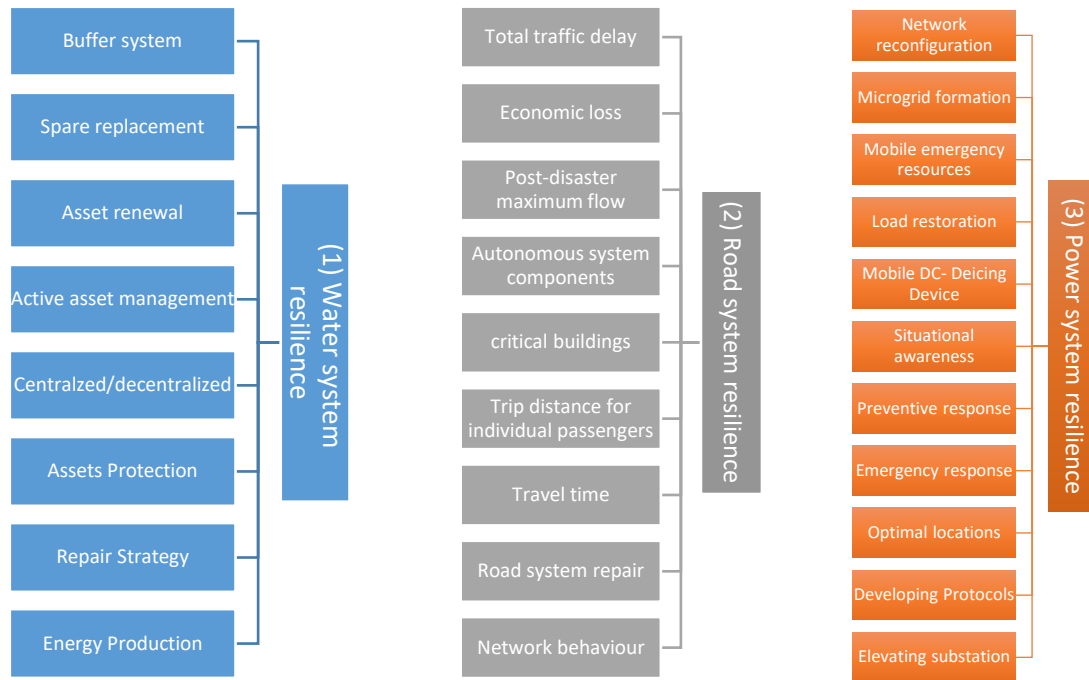 Buffer system
Spare replacement
Asset renewal
Active asset management
Centralzed/decentralized
Assets Protection
Repair Strategy
Energy Production
(1) Water system
resilience
Total traffic delay
Economic loss
Post-disaster
maximum flow
Autonomous system
components
critical buildings
Trip distance for
individual passengers
Travel time
Road system repair
Network behaviour
(2) Road system resilience
Network
reconfiguration
Microgrid formation
Mobile emergency
resources
Load restoration
Mobile DC- Deicing
Device
Situational
awareness
Preventive response
Emergency response
Optimal locations
Developing Protocols
Elevating substation
(3) Power system resilience